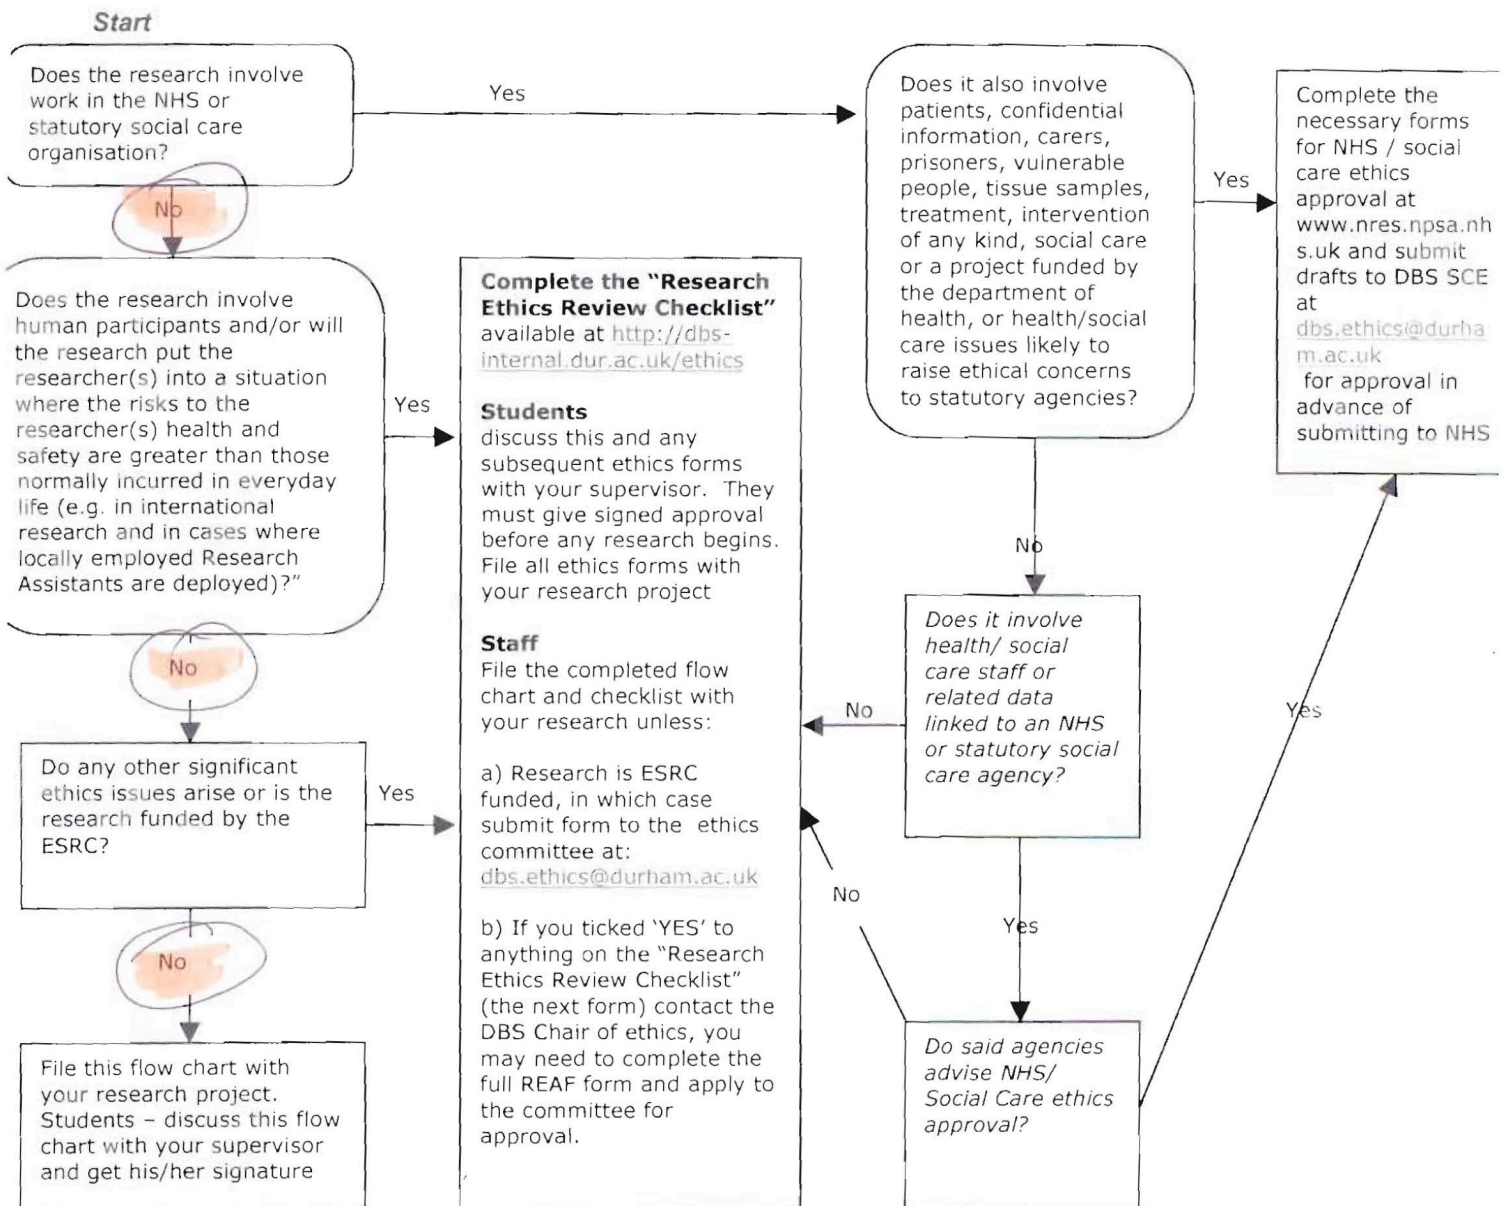 Start
Does the research involve
work in the NHS or
statutory social care
organisation?
Yes
No
Does the research involve
human participants and/or will
the research put the
researcher(s) into a situation
where the risks to the
researcher(s) health and
safety are greater than those
normally incurred in everyday
life (e.g. in international
research and in cases where
locally employed Research
Assistants are deployed)?"
Yes
No
Do any other significant
ethics issues arise or is the
research funded by the
ESRC?
Yes
No
File this flow chart with
your research project.
Students – discuss this flow
chart with your supervisor
and get his/her signature
Complete the "Research
Ethics Review Checklist"
available at http://dbs-
internal.dur.ac.uk/ethics
Students
discuss this and any
subsequent ethics forms
with your supervisor. They
must give signed approval
before any research begins.
File all ethics forms with
your research project
Staff
File the completed flow
chart and checklist with
your research unless:
a) Research is ESRC
funded, in which case
submit form to the ethics
committee at:
dbs.ethics@durham.ac.uk
b) If you ticked 'YES' to
anything on the "Research
Ethics Review Checklist"
(the next form) contact the
DBS Chair of ethics, you
may need to complete the
full REAF form and apply to
the committee for
approval.
Does it also involve
patients, confidential
information, carers,
prisoners, vulnerable
people, tissue samples,
treatment, intervention
of any kind, social care
or a project funded by
the department of
health, or health/social
care issues likely to
raise ethical concerns
to statutory agencies?
Yes
No
Does it involve
health/ social
care staff or
related data
linked to an NHS
or statutory social
care agency?
No
Yes
Do said agencies
advise NHS/
Social Care ethics
approval?
No
Yes
Complete the
necessary forms
for NHS / social
care ethics
approval at
www.nres.npsa.nh
s.uk and submit
drafts to DBS SCE
at
dbs.ethics@durha
m.ac.uk
for approval in
advance of
submitting to NHS